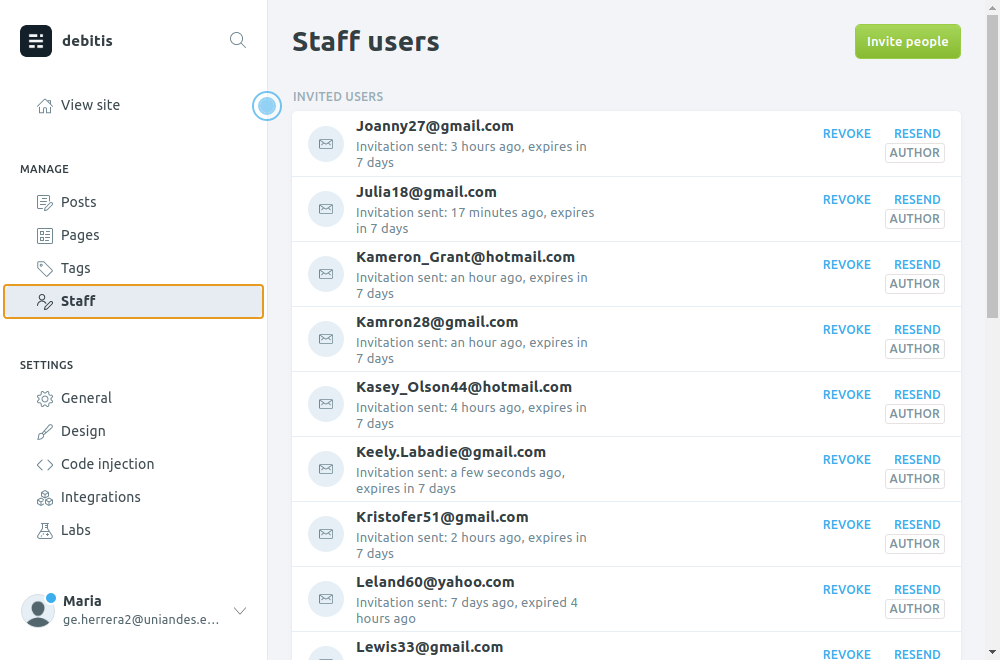 debitis
Staff users
Invite people
View site
INVITED USERS
MANAGE
Posts
Pages
Tags
Staff
SETTINGS
General
Design
Code injection
Integrations
Labs
Maria
ge.herrera2@uniandes.e...
Joanny27@gmail.com
Invitation sent: 3 hours ago, expires in
7 days
REVOKE RESEND
AUTHOR
Julia18@gmail.com
Invitation sent: 17 minutes ago, expires
in 7 days
REVOKE RESEND
AUTHOR
Kameron_Grant@hotmail.com
Invitation sent: an hour ago, expires in
7 days
REVOKE RESEND
AUTHOR
Kamron28@gmail.com
Invitation sent: an hour ago, expires in
7 days
REVOKE RESEND
AUTHOR
Kasey_Olson44@hotmail.com
Invitation sent: 4 hours ago, expires in
7 days
REVOKE RESEND
AUTHOR
Keely.Labadie@gmail.com
Invitation sent: a few seconds ago,
expires in 7 days
REVOKE RESEND
AUTHOR
Kristofer51@gmail.com
Invitation sent: 2 hours ago, expires in
7 days
REVOKE RESEND
AUTHOR
Leland60@yahoo.com
Invitation sent: 7 days ago, expired 4
hours ago
REVOKE RESEND
AUTHOR
Lewis33@gmail.com
REVOKE RESEND